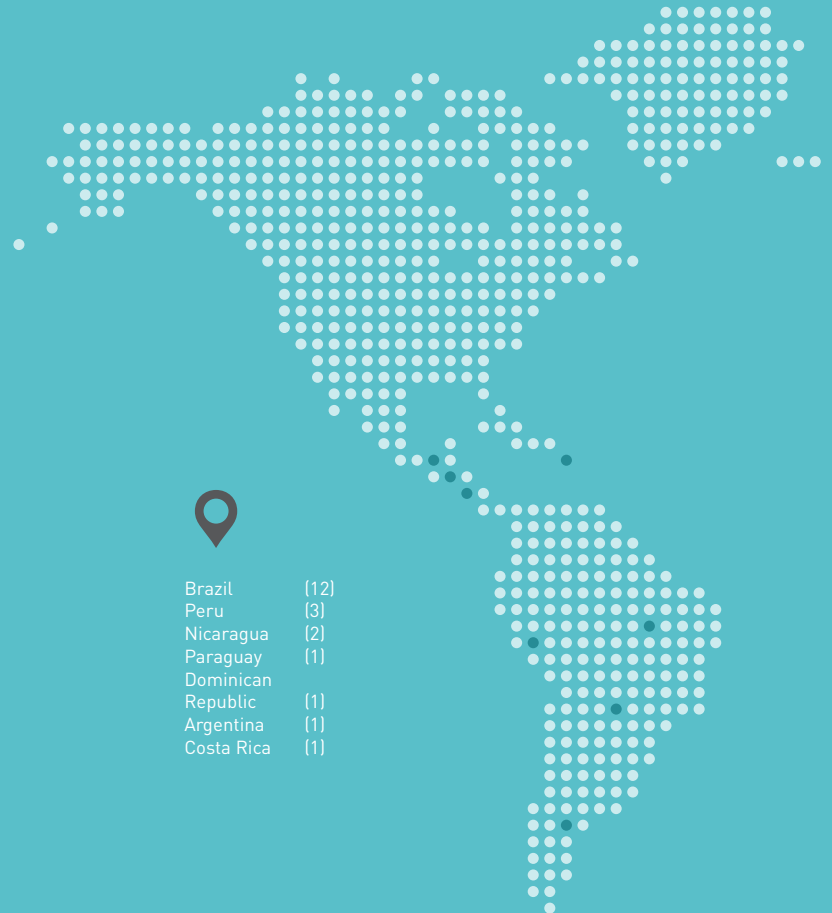 Brazil (12)
Peru (3)
Nicaragua (2)
Paraguay (1)
Dominican
Republic (1)
Argentina (1)
Costa Rica (1)